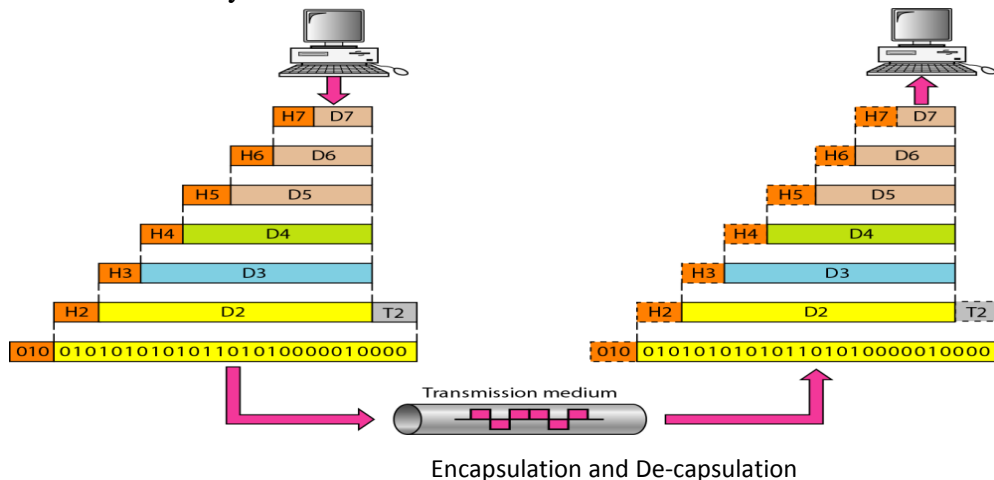 H7 D7 H7 D7
H6 D6 H6 D6
H5 D5 H5 D5
H4 D4 H4 D4
H3 D3 H3 D3
H2 D2 T2 H2 D2 T2
010 010101010101101010000010000 010 010101010101101010000010000
Transmission medium
Encapsulation and De-capsulation